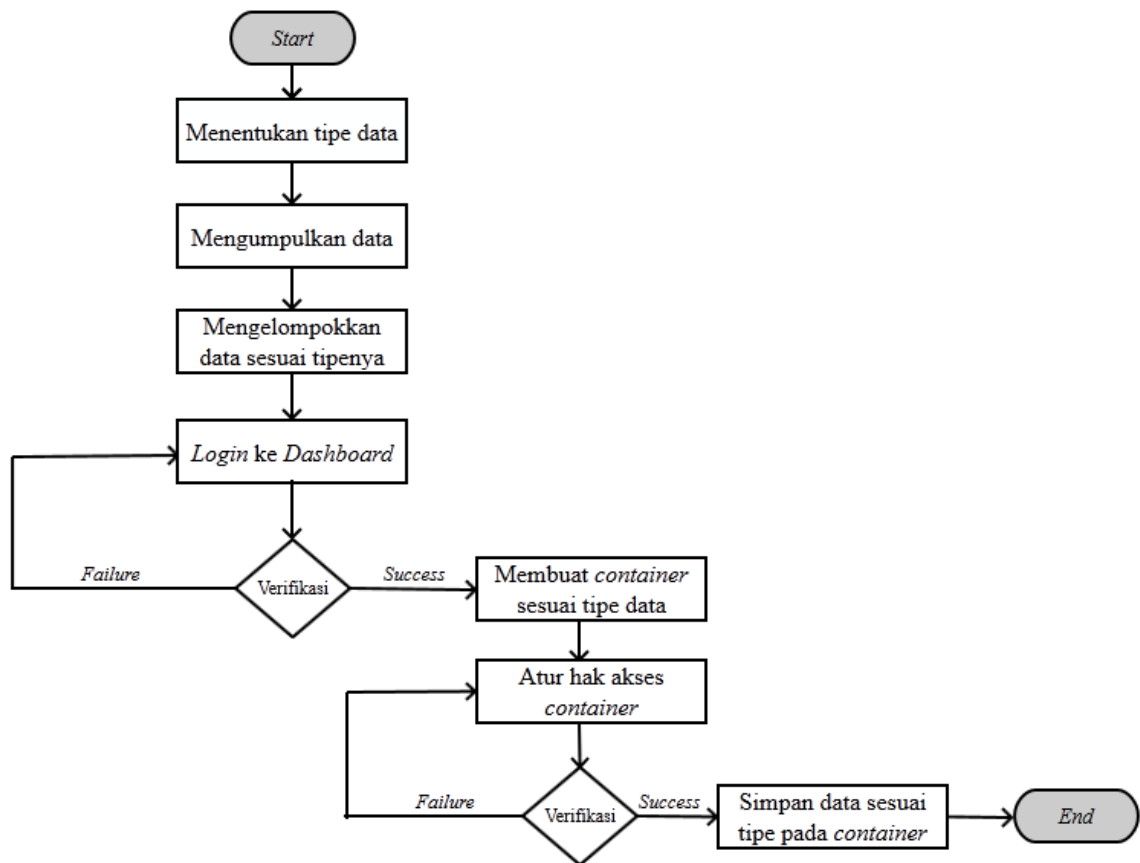 Start
Menentukan tipe data
Mengumpulkan data
Mengelompokkan
data sesuai tipenya
Login ke Dashboard
Failure
Verifikasi
Success
Membuat container
sesuai tipe data
Atur hak akses
container
Failure
Verifikasi
Success
Simpan data sesuai
tipe pada container
End